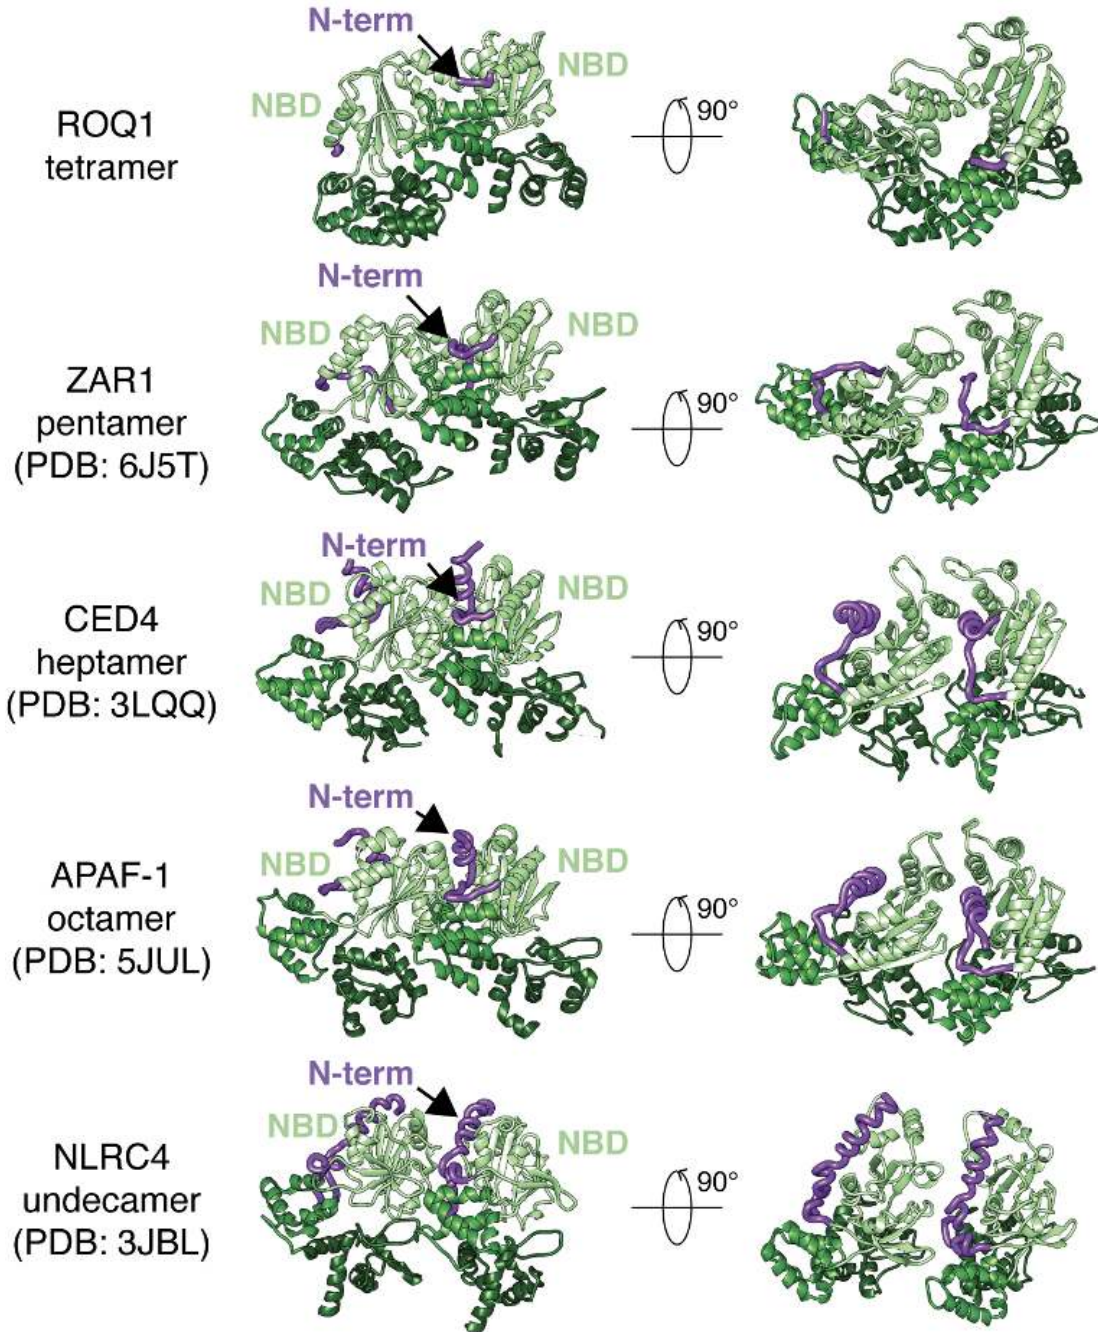 N-term
NBD
NBD
ROQ1
tetramer
90°
N-term
NBD
NBD
ZAR1
pentamer
(PDB: 6J5T)
90°
N-term
NBD
NBD
CED4
heptamer
(PDB: 3LQQ)
90°
N-term
NBD
NBD
APAF-1
octamer
(PDB: 5JUL)
90°
N-term
NBD
NBD
NLRC4
undecamer
(PDB: 3JBL)
90°